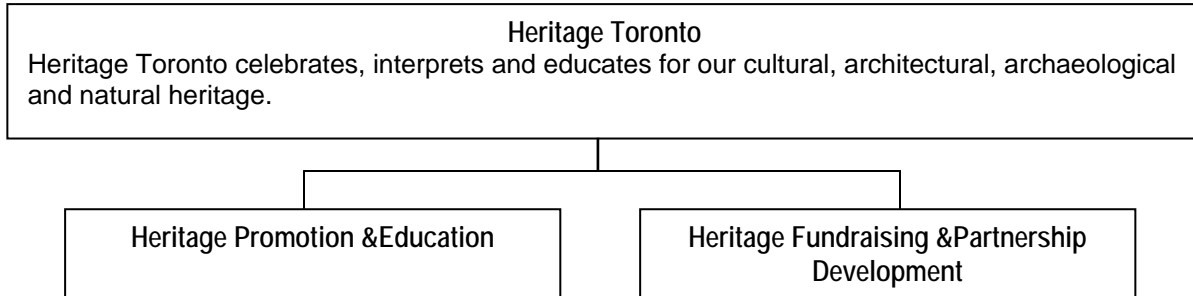 Heritage Toronto
Heritage Toronto celebrates, interprets and educates for our cultural, architectural, archaeological
and natural heritage.
Heritage Promotion &Education
Heritage Fundraising &Partnership
Development